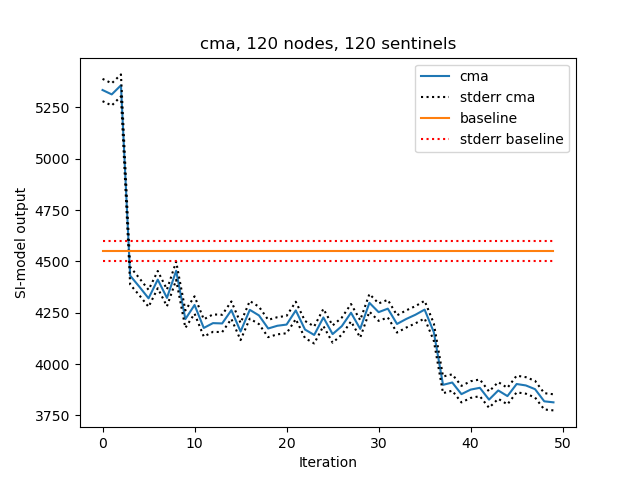 cma, 120 nodes, 120 sentinels
cma
stderr cma
baseline
stderr baseline
SI-model output
5250
5000
4750
4500
4250
4000
3750
0 10 20 30 40 50
Iteration